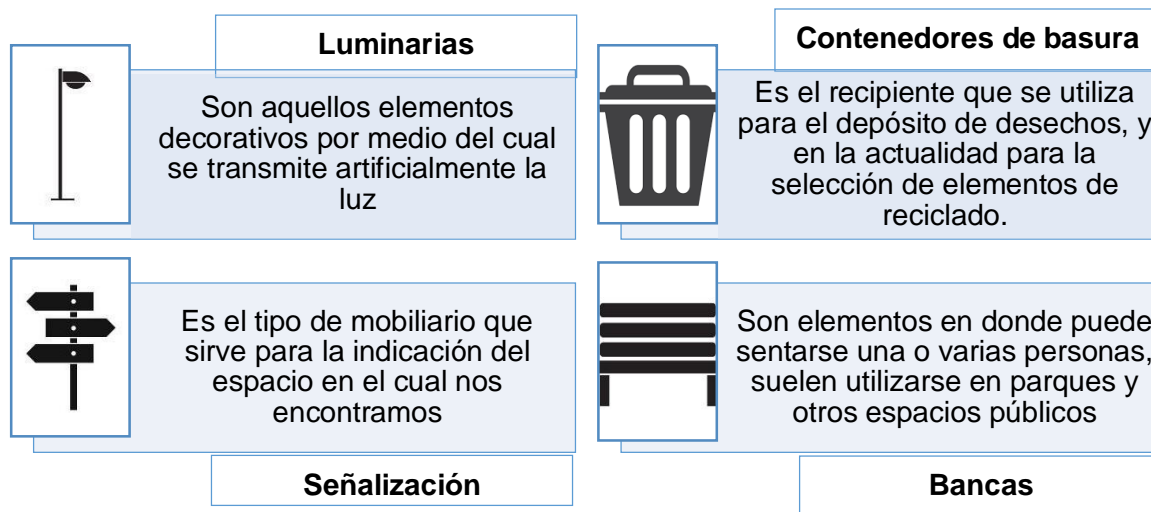 Luminarias
Son aquellos elementos
decorativos por medio del cual
se transmite artificialmente la
luz
Contenedores de basura
Es el recipiente que se utiliza
para el depósito de desechos, y
en la actualidad para la
selección de elementos de
reciclado.
Es el tipo de mobiliario que
sirve para la indicación del
espacio en el cual nos
encontramos
Señalización
Son elementos en donde puede
sentarse una o varias personas,
suelen utilizarse en parques y
otros espacios públicos
Bancas